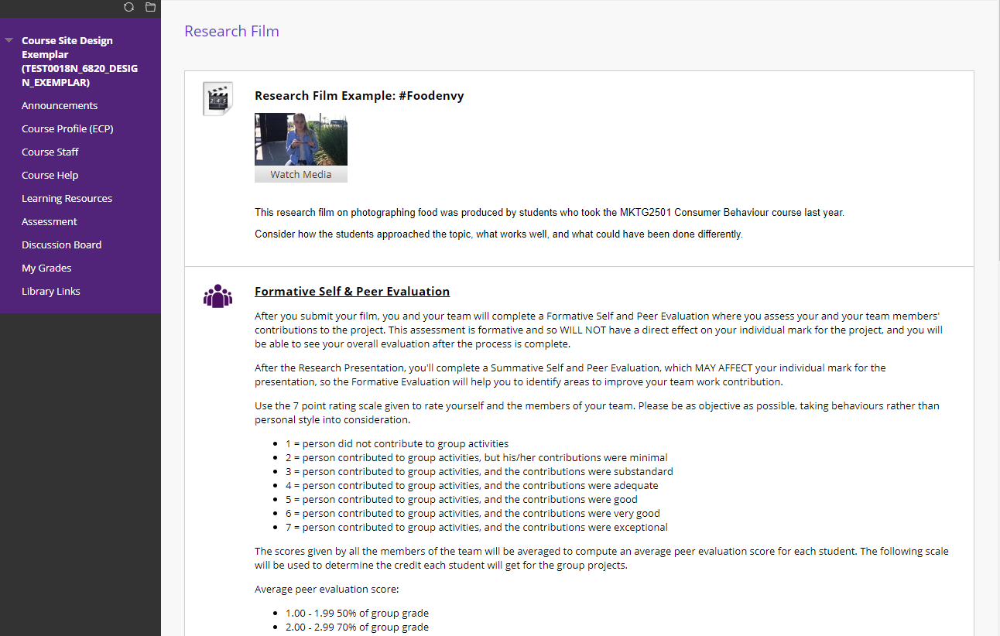 Course Site Design
Exemplar
(TEST0018N_6820_DESIG
N_EXEMPLAR)
Announcements
Course Profile (ECP)
Course Staff
Course Help
Learning Resources
Assessment
Discussion Board
My Grades
Library Links
Research Film
Research Film Example: #Foodenvy
Watch Media
This research film on photographing food was produced by students who took the MKTG2501 Consumer Behaviour course last year.
Consider how the students approached the topic, what works well, and what could have been done differently.
Formative Self & Peer Evaluation
After you submit your film, you and your team will complete a Formative Self and Peer Evaluation where you assess your and your team members'
contributions to the project. This assessment is formative and so WILL NOT have a direct effect on your individual mark for the project, and you will
be able to see your overall evaluation after the process is complete.
After the Research Presentation, you'll complete a Summative Self and Peer Evaluation, which MAY AFFECT your individual mark for the
presentation, so the Formative Evaluation will help you to identify areas to improve your team work contribution.
Use the 7 point rating scale given to rate yourself and the members of your team. Please be as objective as possible, taking behaviours rather than
personal style into consideration.
• 1 = person did not contribute to group activities
• 2 = person contributed to group activities, but his/her contributions were minimal
• 3 = person contributed to group activities, and the contributions were substandard
• 4 = person contributed to group activities, and the contributions were adequate
• 5 = person contributed to group activities, and the contributions were good
• 6 = person contributed to group activities, and the contributions were very good
• 7 = person contributed to group activities, and the contributions were exceptional
The scores given by all the members of the team will be averaged to compute an average peer evaluation score for each student. The following scale
will be used to determine the credit each student will get for the group projects.
Average peer evaluation score:
• 1.00 - 1.99 50% of group grade
• 2.00 - 2.99 70% of group grade